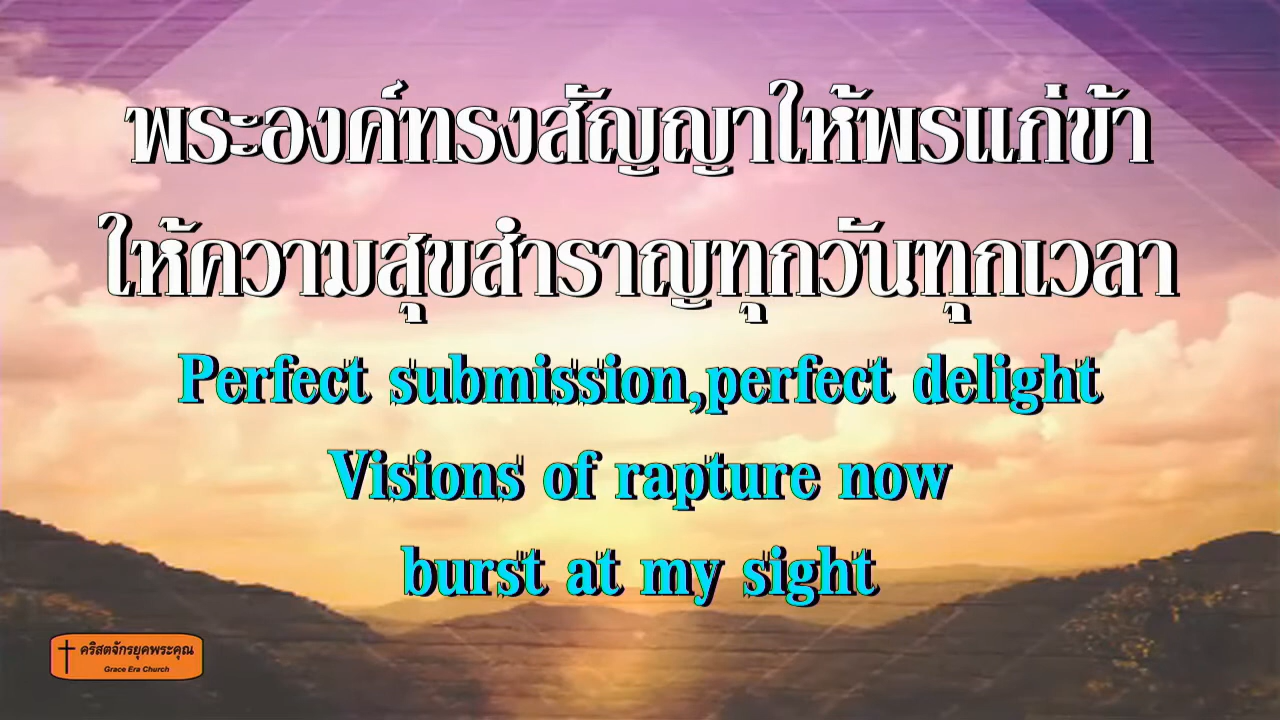 พระองค์ทรงสัญญาให้พรแก่ข้า
ให้ความสุขสำราญทุกวันทุกเวลา
Perfect submission,perfect delight
Visions of rapture now
burst at my sight
คริสตจักรยุคพระคุณ
Grace Era Church